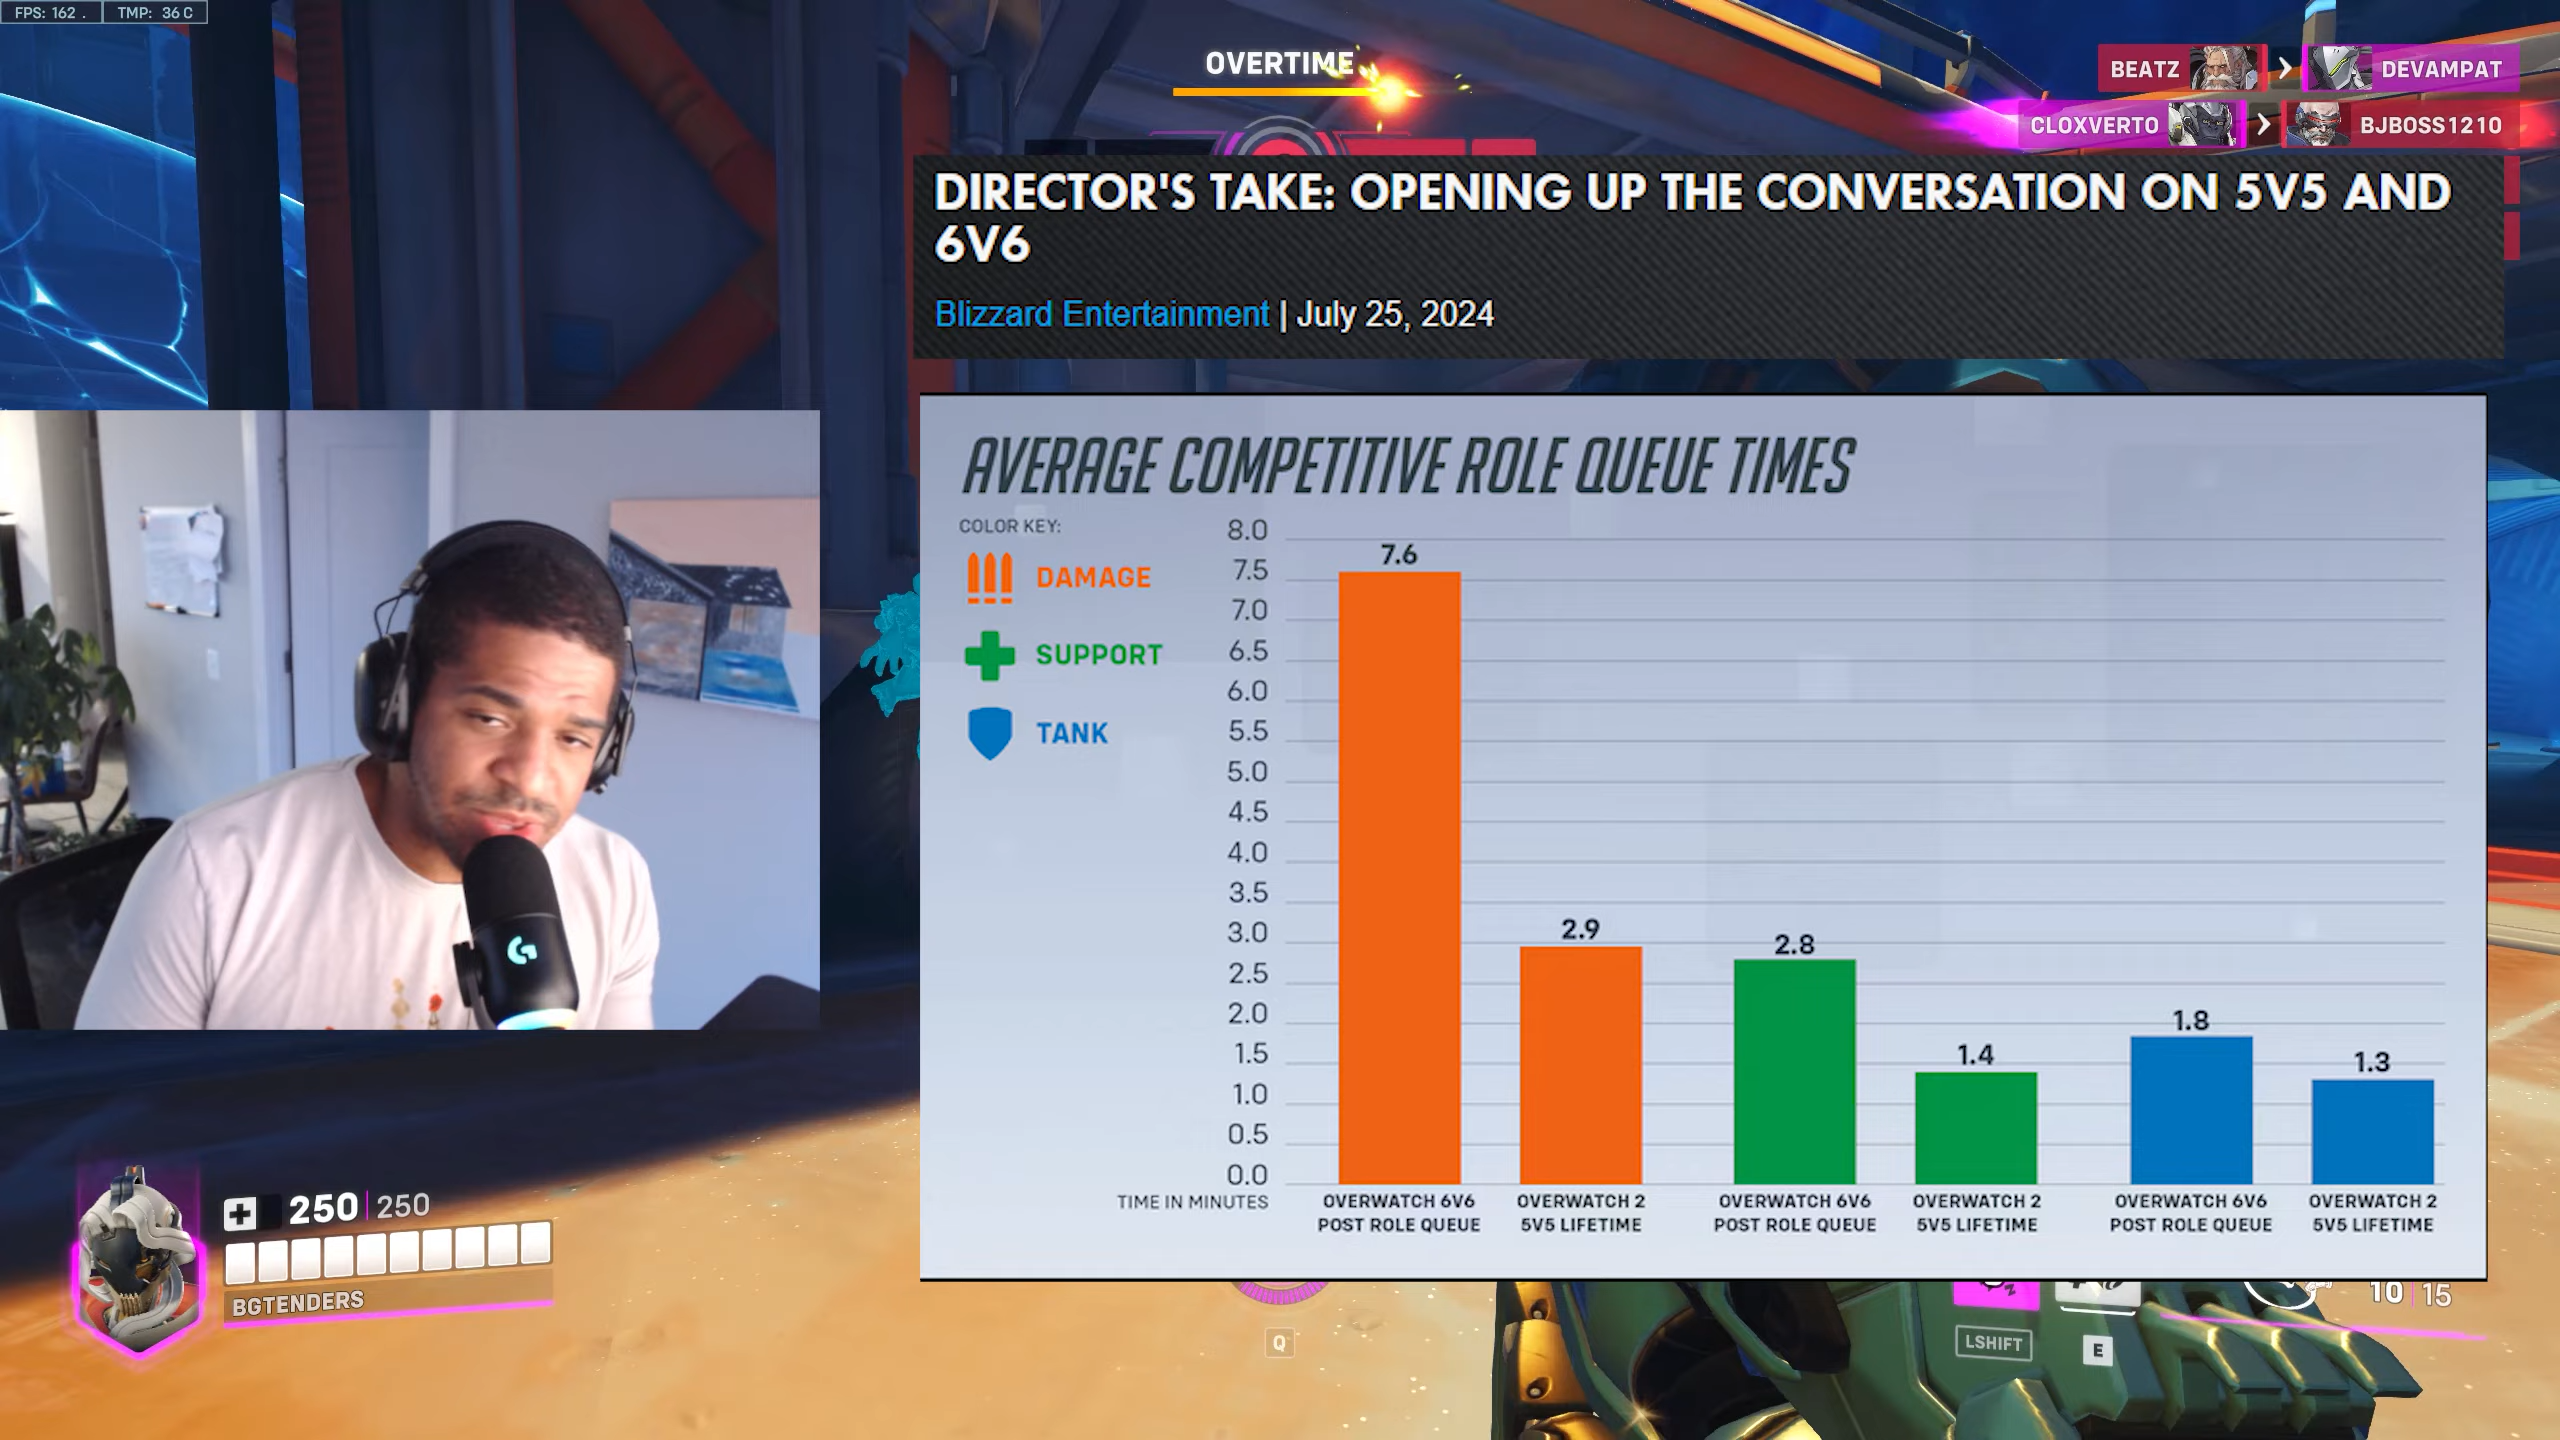 FPS: 162 . TMP: 36 C
OVERTIME
BEATZ DEVAMPAT
CLOXVERTO BJBOSS1210
DIRECTOR'S TAKE: OPENING UP THE CONVERSATION ON 5V5 AND
6V6
Blizzard Entertainment | July 25, 2024
AVERAGE COMPETITIVE ROLE QUEUE TIMES
COLOR KEY:
DAMAGE
SUPPORT
TANK
8.0
7.5
7.0
6.5
6.0
5.5
5.0
4.5
4.0
3.5
3.0
2.5
2.0
1.5
1.0
0.5
0.0
TIME IN MINUTES
7.6
2.9
2.8
1.4
1.8
1.3
OVERWATCH 6V6
POST ROLE QUEUE
OVERWATCH 2
5V5 LIFETIME
OVERWATCH 6V6
POST ROLE QUEUE
OVERWATCH 2
5V5 LIFETIME
OVERWATCH 6V6
POST ROLE QUEUE
OVERWATCH 2
5V5 LIFETIME
250 | 250
BGTENDERS
Q
LSHIFT
E
10 | 15